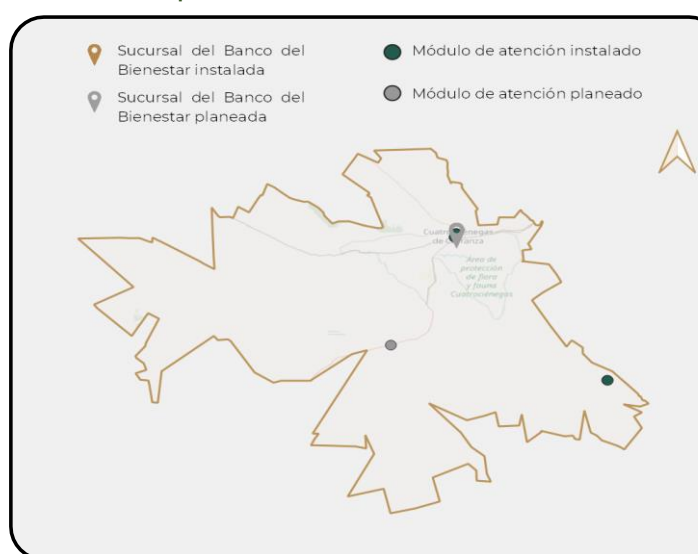 Sucursal del Banco del
Bienestar instalada
Sucursal del Banco del
Bienestar planeada
Módulo de atención instalado
Módulo de atención planeado
Área de
protección
de flora
y fauna
Cuatrociénegas